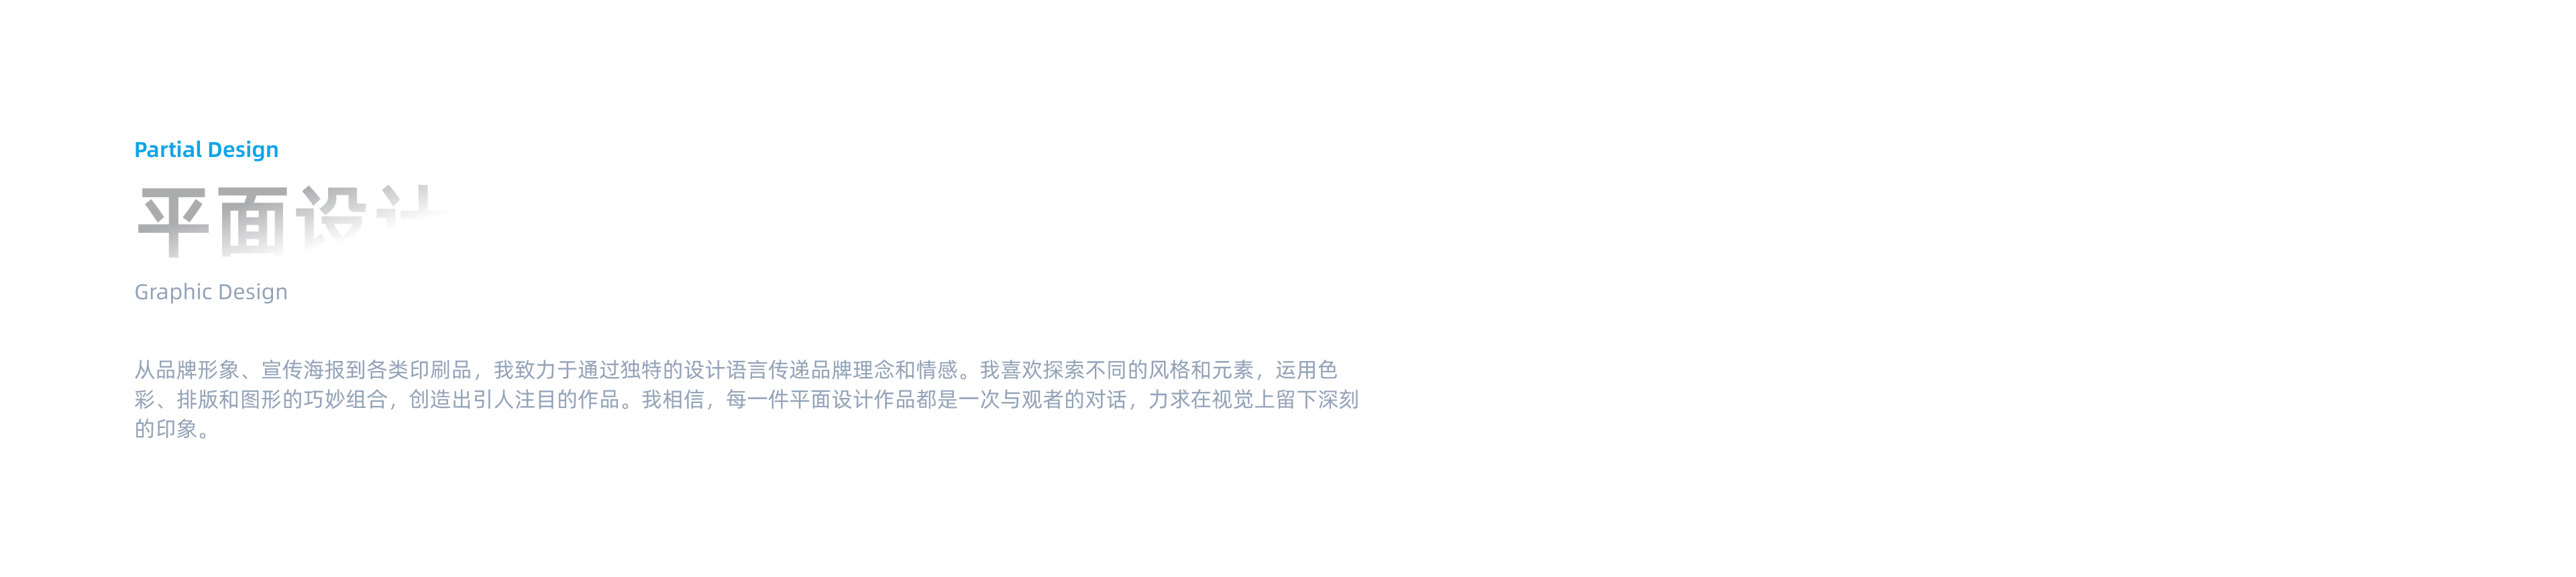 Partial Design
平面设计
Graphic Design
从品牌形象、宣传海报到各类印刷品，我致力于通过独特的设计语言传递品牌理念和情感。我喜欢探索不同的风格和元素，运用色
彩、排版和图形的巧妙组合，创造出引人注目的作品。我相信，每一件平面设计作品都是一次与观者的对话，力求在视觉上留下深刻
的印象。